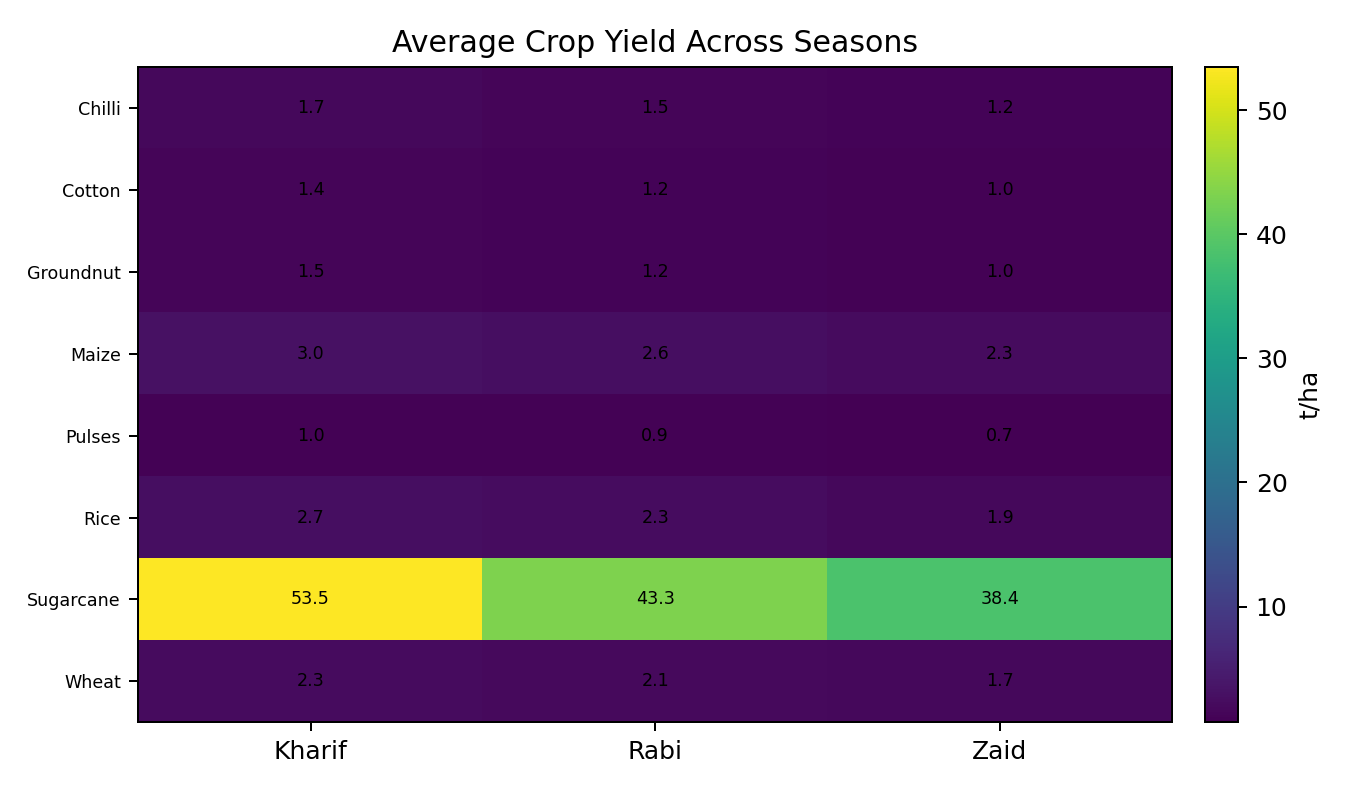 Average Crop Yield Across Seasons
Chilli 1.7 1.5 1.2
Cotton 1.4 1.2 1.0
Groundnut 1.5 1.2 1.0
Maize 3.0 2.6 2.3
Pulses 1.0 0.9 0.7
Rice 2.7 2.3 1.9
Sugarcane 53.5 43.3 38.4
Wheat 2.3 2.1 1.7
Kharif Rabi Zaid
50
40
30
20
10
t/ha